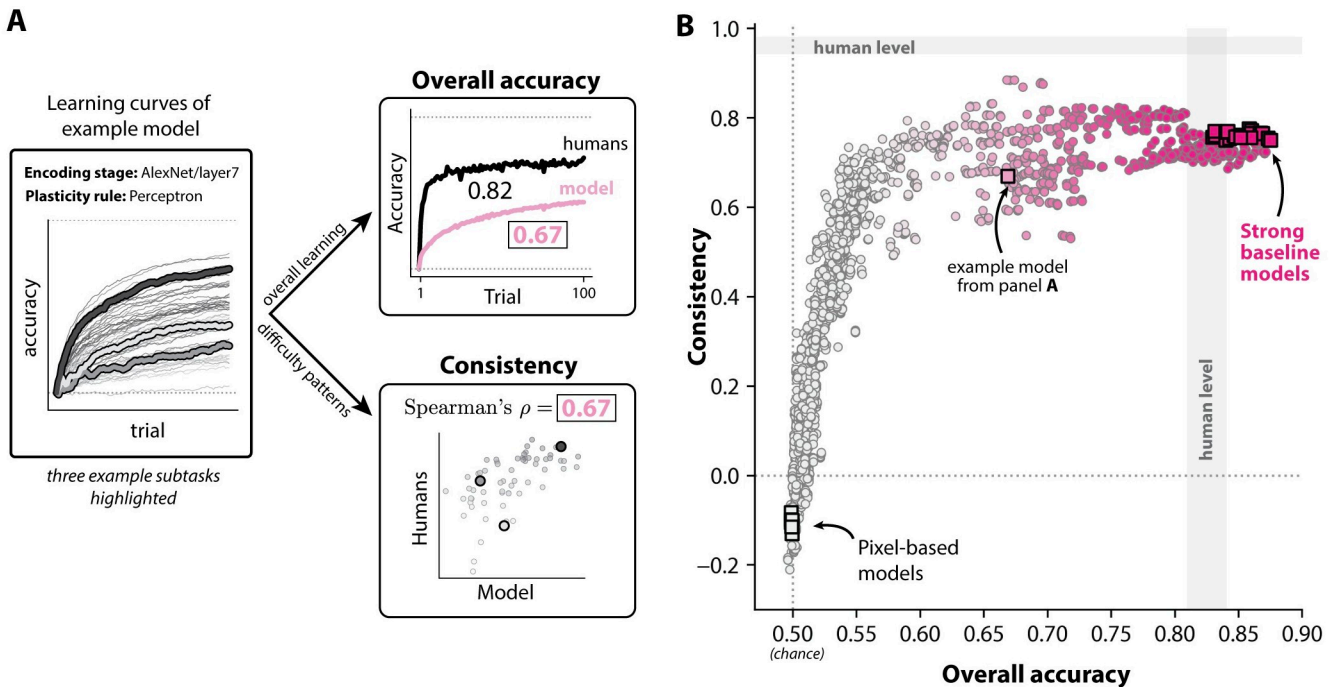 A
Learning curves of
example model
Encoding stage: AlexNet/layer7
Plasticity rule: Perceptron
accuracy
trial
three example subtasks
highlighted
overall learning
difficulty patterns
Overall accuracy
Accuracy
humans
0.82
model
0.67
1
Trial
100
Consistency
Spearman's ρ = 0.67
Humans
Model
B
1.0
0.8
0.6
0.4
0.2
0.0
−0.2
Consistency
human level
human level
example model
from panel A
Strong
baseline
models
Pixel-based
models
0.50
0.55
0.60
0.65
0.70
0.75
0.80
0.85
0.90
(chance)
Overall accuracy